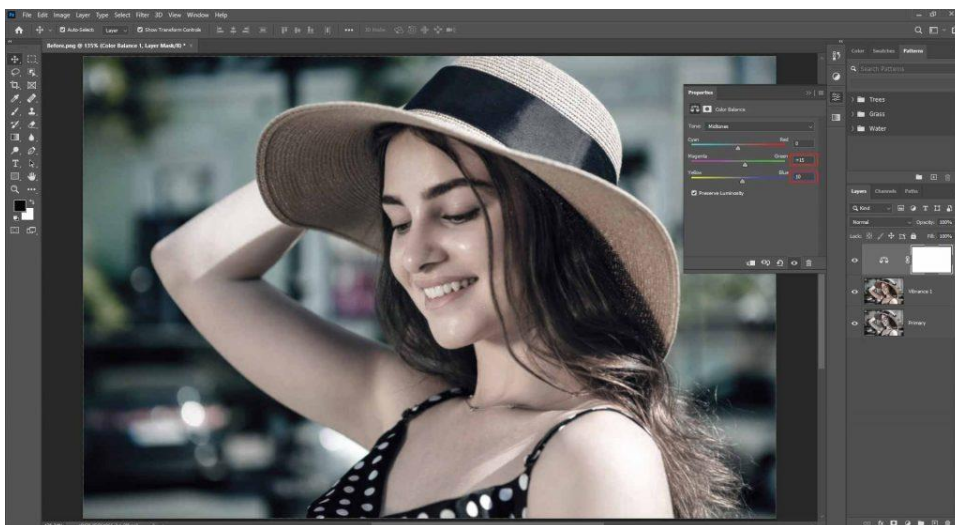 File Edit Image Layer Type Select Filter 3D View Window Help
Auto-Select: Layer Show Transform Controls 3D Mode
Before.png @ 135% (Color Balance 1, Layer Mask/8) *
Color Swatches Patterns
Search Patterns
Trees
Grass
Water
Properties
Color Balance
Tone: Midtones
Cyan Red 0
Magenta Green +15
Yellow Blue 10
Preserve Luminosity
Layers Channels Paths
Kind
Normal Opacity: 100%
Lock: Fill: 100%
Vibrance 1
Primary
fx